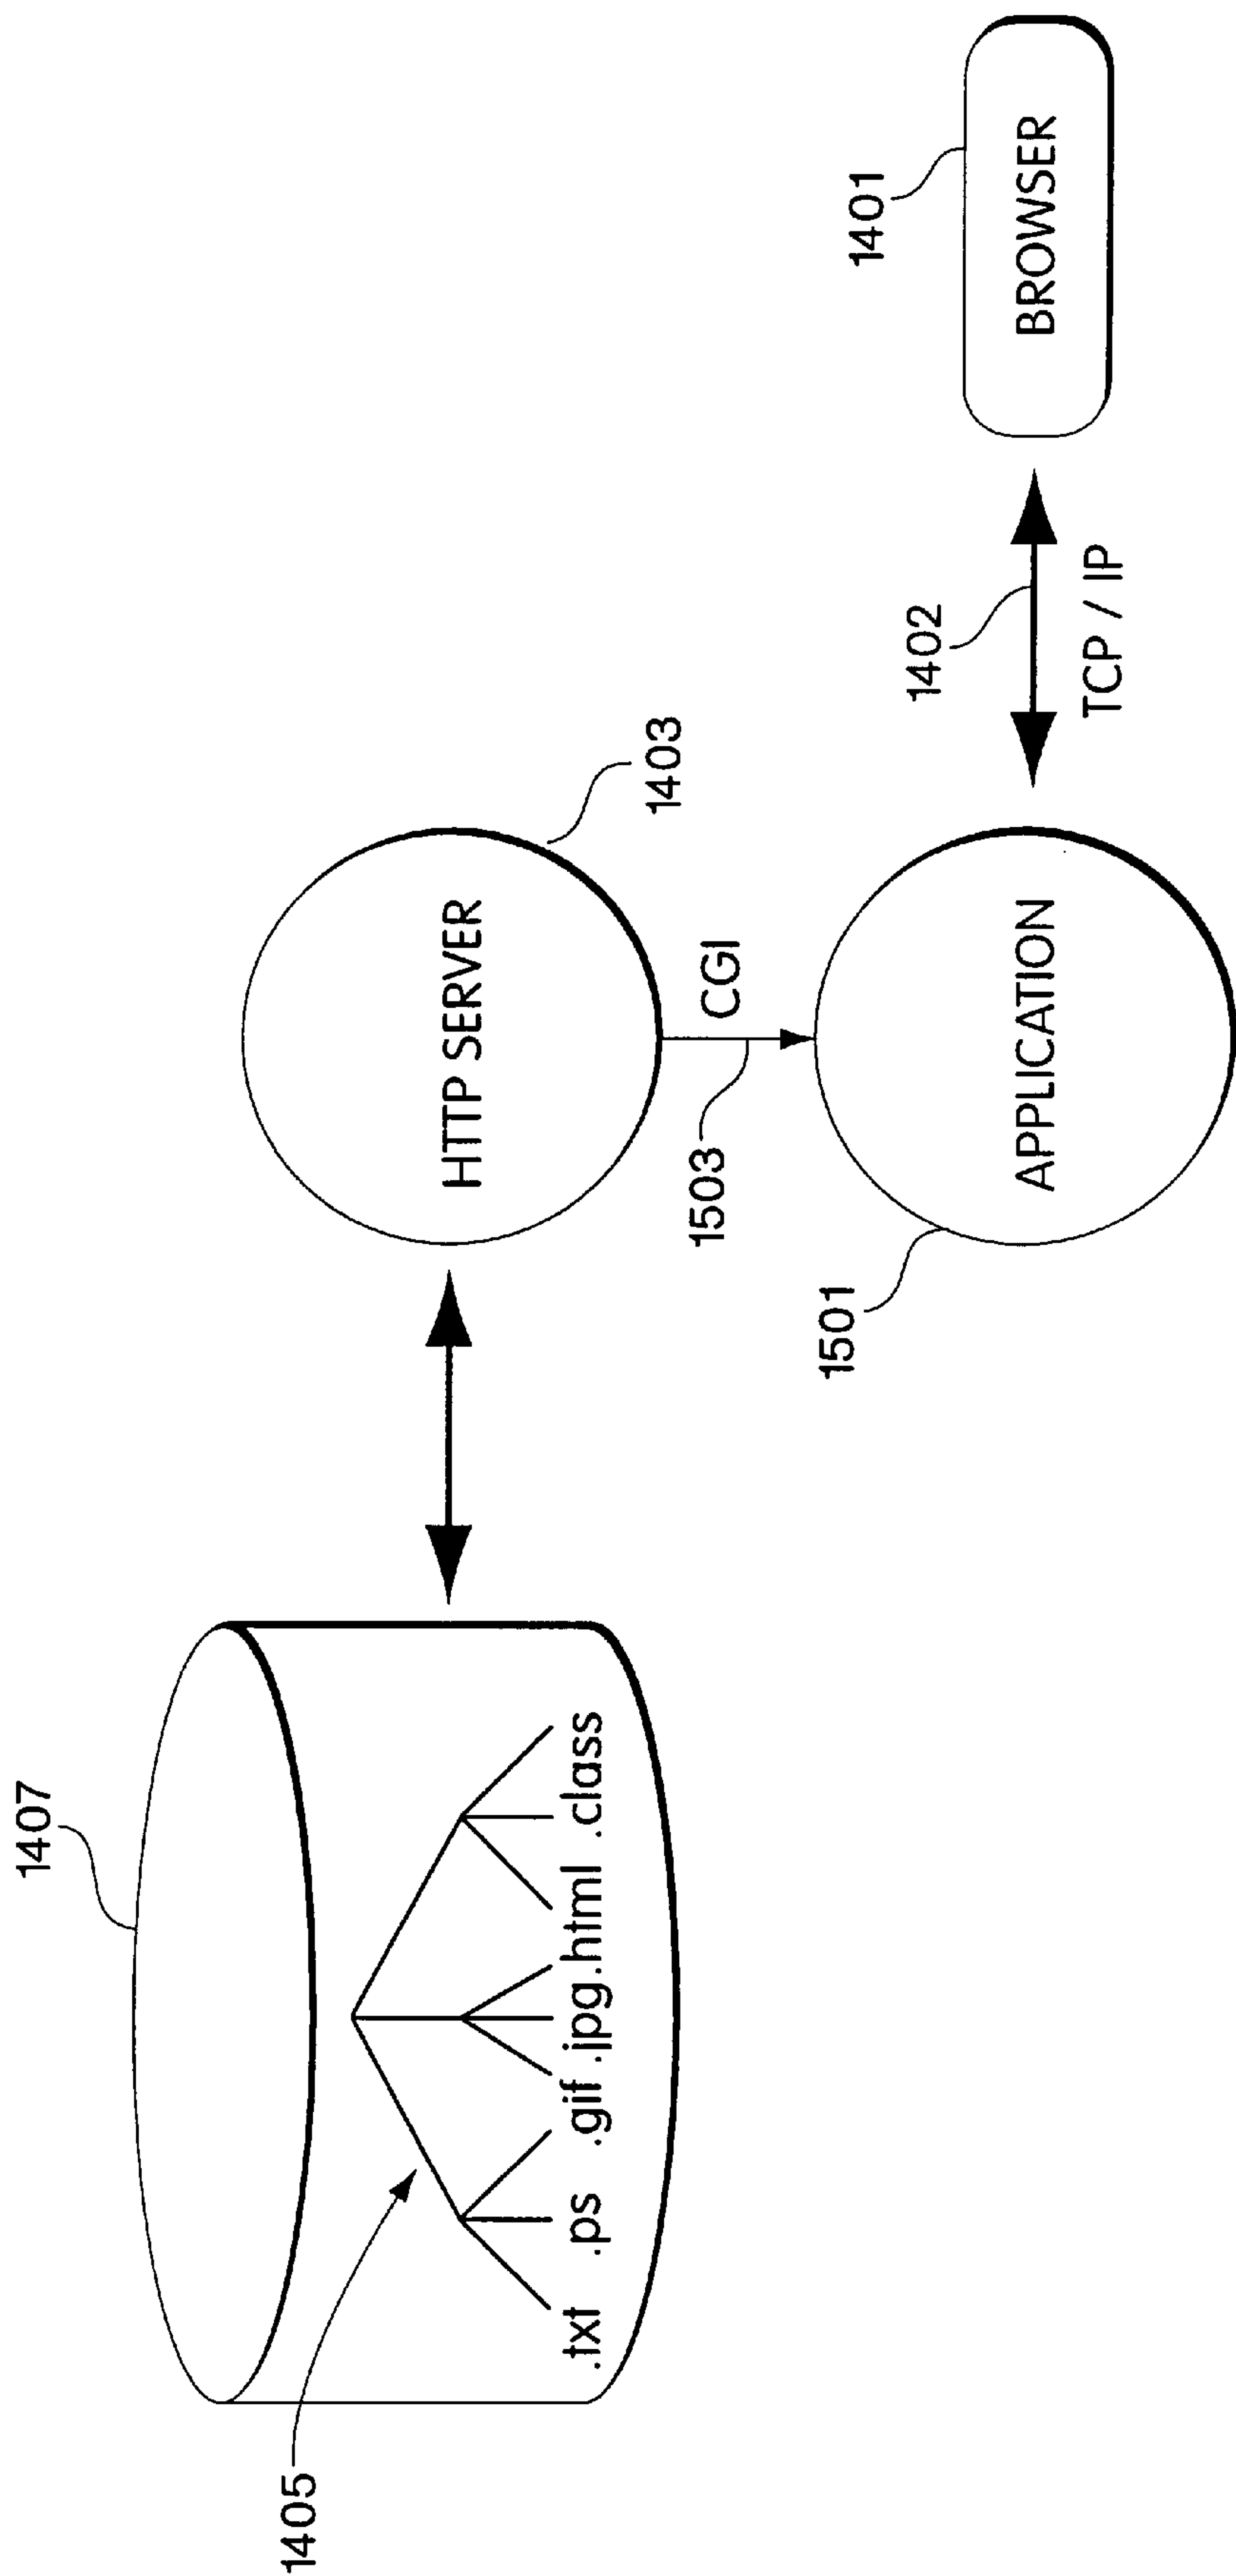 1407
1405
.txt .ps .gif .jpg .html .class
HTTP SERVER
1403
1503
CGI
1501
APPLICATION
1402
TCP / IP
1401
BROWSER